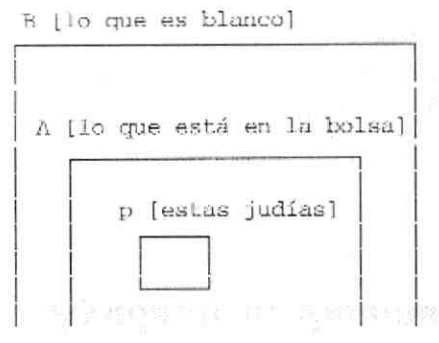 B [lo que es blanco]
A [lo que está en la bolsa]
p [estas judías]